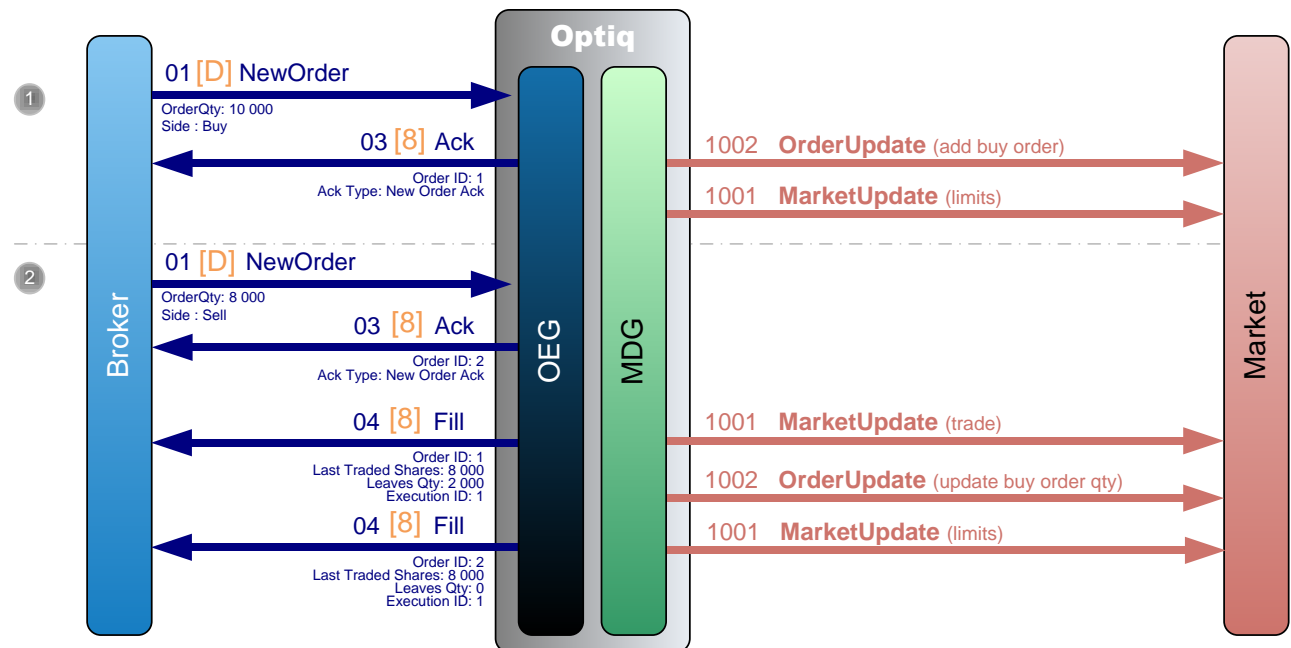 Optiq
1
01 [D] NewOrder
OrderQty: 10 000
Side : Buy
03 [8] Ack
Order ID: 1
Ack Type: New Order Ack
1002 OrderUpdate (add buy order)
1001 MarketUpdate (limits)
2
01 [D] NewOrder
OrderQty: 8 000
Side : Sell
03 [8] Ack
Order ID: 2
Ack Type: New Order Ack
Broker
OEG
MDG
Market
04 [8] Fill
Order ID: 1
Last Traded Shares: 8 000
Leaves Qty: 2 000
Execution ID: 1
1001 MarketUpdate (trade)
1002 OrderUpdate (update buy order qty)
04 [8] Fill
Order ID: 2
Last Traded Shares: 8 000
Leaves Qty: 0
Execution ID: 1
1001 MarketUpdate (limits)